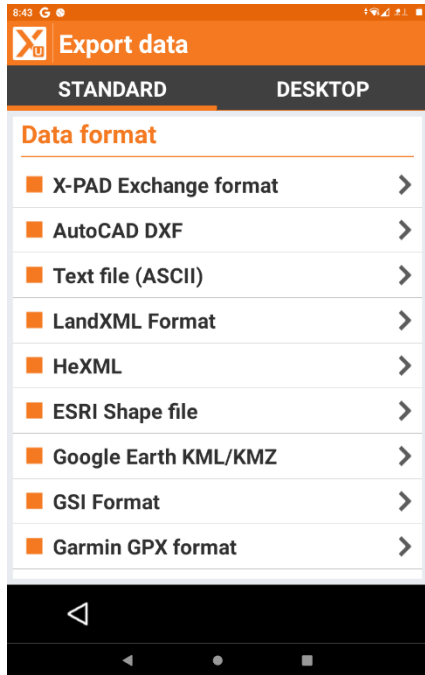 8:43 G
XU Export data
STANDARD DESKTOP
Data format
X-PAD Exchange format
AutoCAD DXF
Text file (ASCII)
LandXML Format
HeXML
ESRI Shape file
Google Earth KML/KMZ
GSI Format
Garmin GPX format